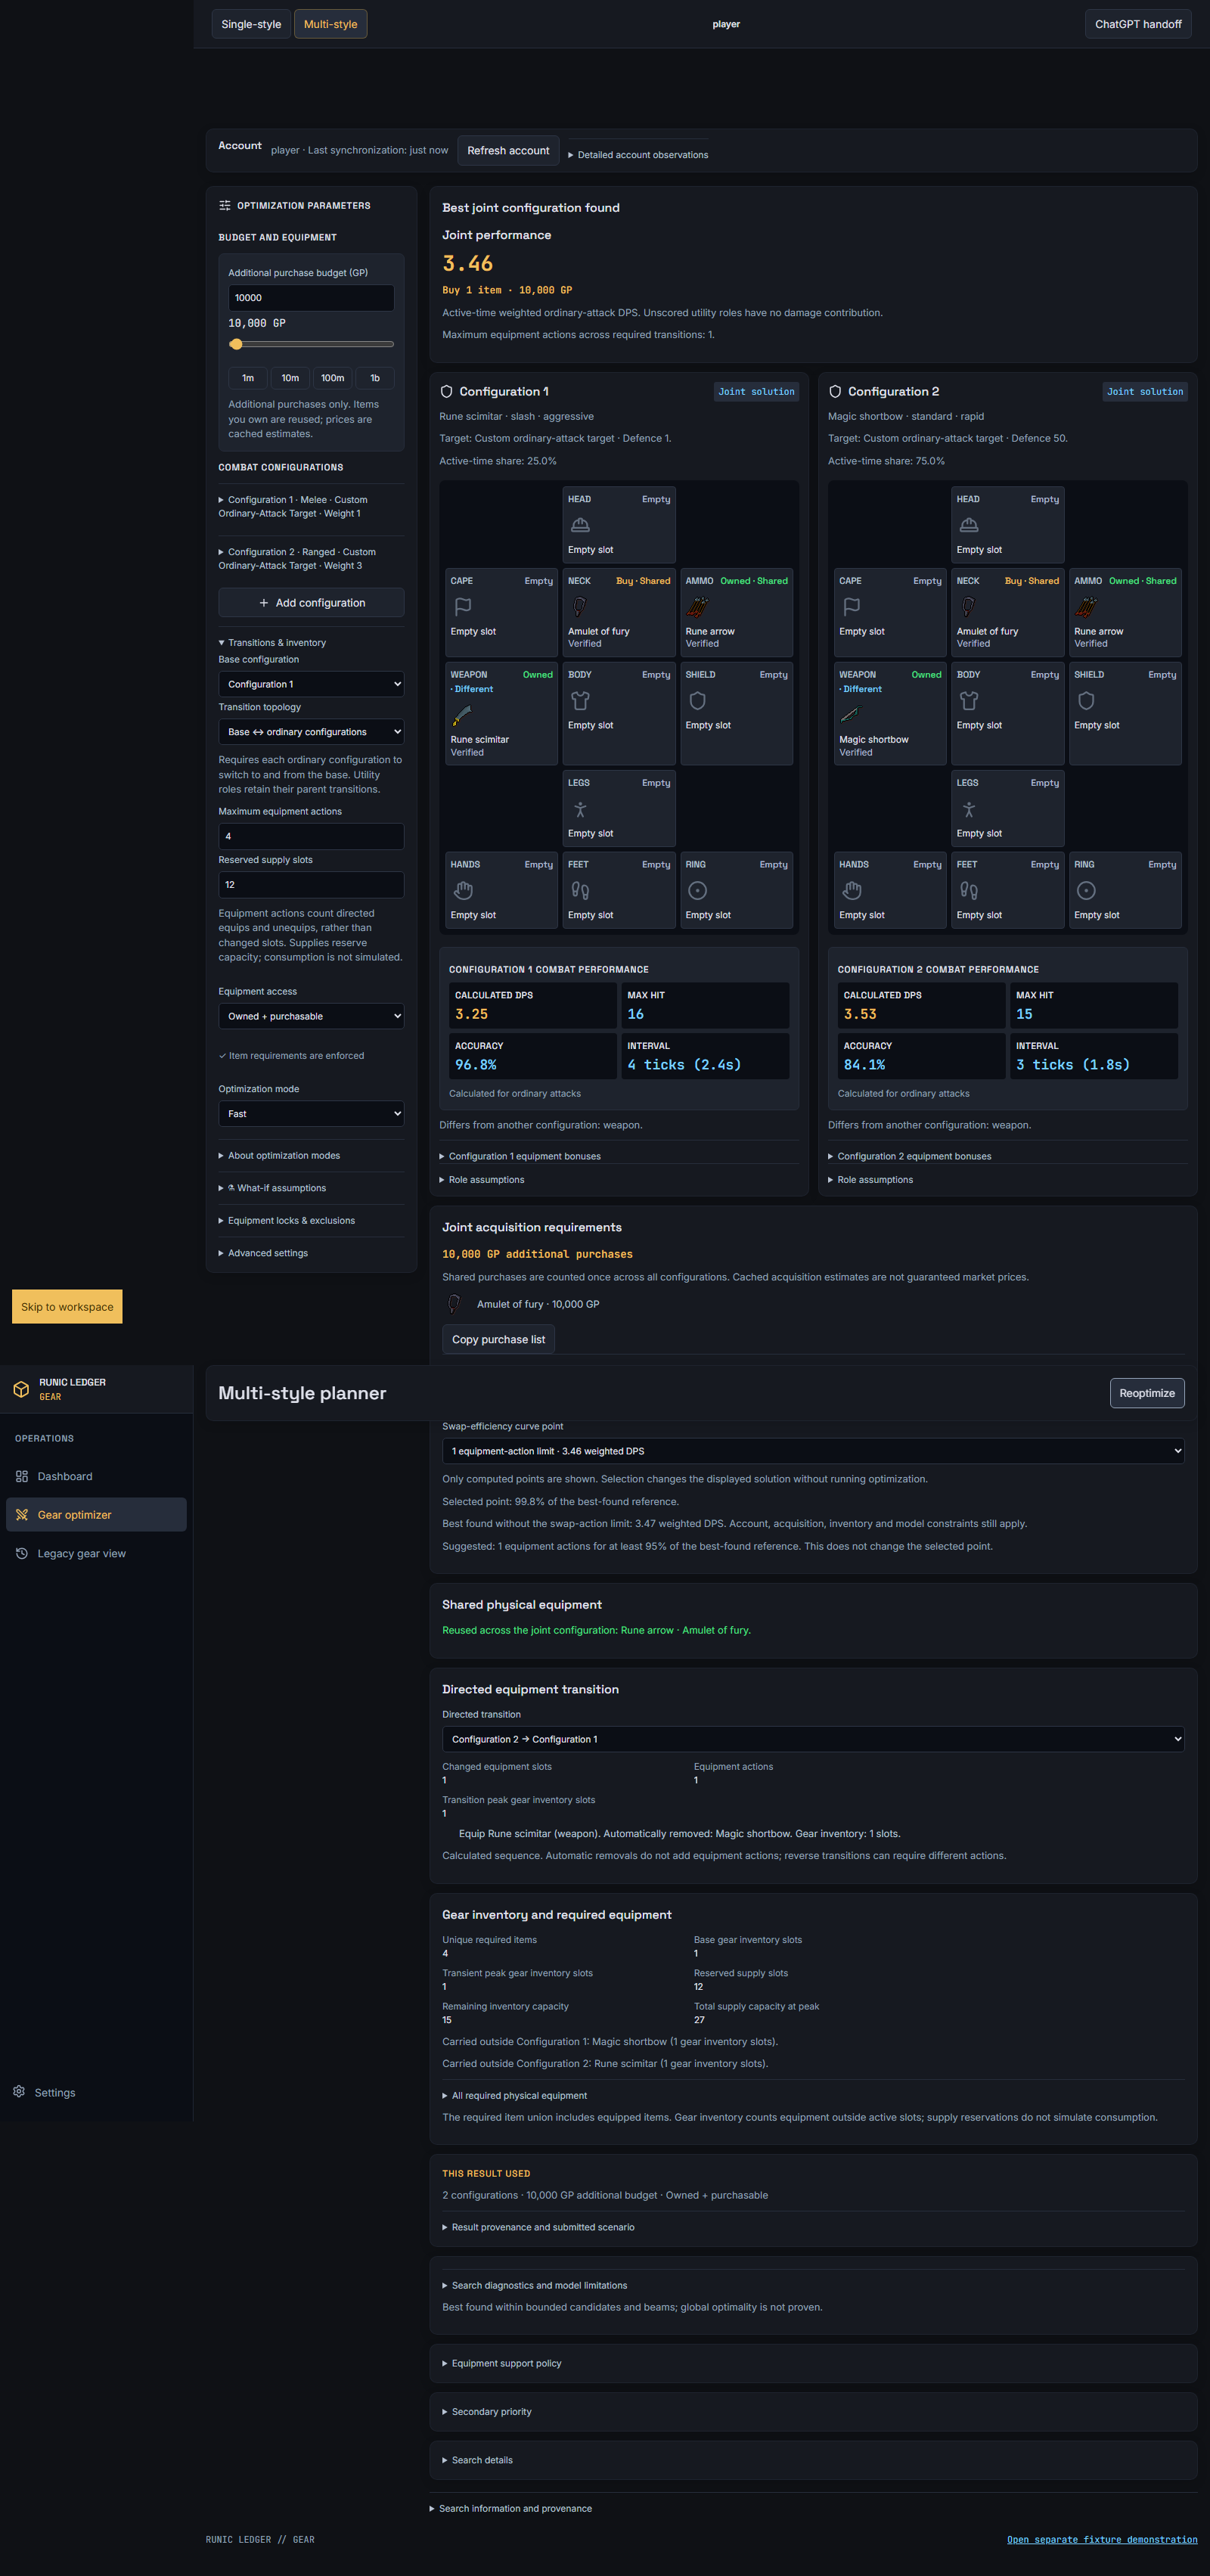 Single-style
Multi-style
player
ChatGPT handoff
Account
player · Last synchronization: just now
Refresh account
▶ Detailed account observations
OPTIMIZATION PARAMETERS
BUDGET AND EQUIPMENT
Additional purchase budget (GP)
10000
10,000 GP
1m
10m
100m
1b
Additional purchases only. Items
you own are reused; prices are
cached estimates.
COMBAT CONFIGURATIONS
▶ Configuration 1 · Melee · Custom
Ordinary-Attack Target · Weight 1
▶ Configuration 2 · Ranged · Custom
Ordinary-Attack Target · Weight 3
+ Add configuration
▼ Transitions & inventory
Base configuration
Configuration 1
Transition topology
Base ↔ ordinary configurations
Requires each ordinary configuration to
switch to and from the base. Utility
roles retain their parent transitions.
Maximum equipment actions
4
Reserved supply slots
12
Equipment actions count directed
equips and unequips, rather than
changed slots. Supplies reserve
capacity; consumption is not simulated.
Equipment access
Owned + purchasable
✓ Item requirements are enforced
Optimization mode
Fast
▶ About optimization modes
▶ ⚗ What-if assumptions
▶ Equipment locks & exclusions
▶ Advanced settings
Best joint configuration found
Joint performance
3.46
Buy 1 item · 10,000 GP
Active-time weighted ordinary-attack DPS. Unscored utility roles have no damage contribution.
Maximum equipment actions across required transitions: 1.
Configuration 1
Joint solution
Rune scimitar · slash · aggressive
Target: Custom ordinary-attack target · Defence 1.
Active-time share: 25.0%
HEAD Empty
Empty slot
CAPE Empty
Empty slot
NECK Buy · Shared
Amulet of fury
Verified
AMMO Owned · Shared
Rune arrow
Verified
WEAPON Owned
· Different
Rune scimitar
Verified
BODY Empty
Empty slot
SHIELD Empty
Empty slot
LEGS Empty
Empty slot
HANDS Empty
Empty slot
FEET Empty
Empty slot
RING Empty
Empty slot
CONFIGURATION 1 COMBAT PERFORMANCE
CALCULATED DPS
3.25
MAX HIT
16
ACCURACY
96.8%
INTERVAL
4 ticks (2.4s)
Calculated for ordinary attacks
Differs from another configuration: weapon.
▶ Configuration 1 equipment bonuses
▶ Role assumptions
Configuration 2
Joint solution
Magic shortbow · standard · rapid
Target: Custom ordinary-attack target · Defence 50.
Active-time share: 75.0%
HEAD Empty
Empty slot
CAPE Empty
Empty slot
NECK Buy · Shared
Amulet of fury
Verified
AMMO Owned · Shared
Rune arrow
Verified
WEAPON Owned
· Different
Magic shortbow
Verified
BODY Empty
Empty slot
SHIELD Empty
Empty slot
LEGS Empty
Empty slot
HANDS Empty
Empty slot
FEET Empty
Empty slot
RING Empty
Empty slot
CONFIGURATION 2 COMBAT PERFORMANCE
CALCULATED DPS
3.53
MAX HIT
15
ACCURACY
84.1%
INTERVAL
3 ticks (1.8s)
Calculated for ordinary attacks
Differs from another configuration: weapon.
▶ Configuration 2 equipment bonuses
▶ Role assumptions
Joint acquisition requirements
10,000 GP additional purchases
Shared purchases are counted once across all configurations. Cached acquisition estimates are not guaranteed market prices.
Amulet of fury · 10,000 GP
Copy purchase list
Skip to workspace
RUNIC LEDGER
GEAR
OPERATIONS
Dashboard
Gear optimizer
Legacy gear view
Settings
Multi-style planner
Reoptimize
Swap-efficiency curve point
1 equipment-action limit · 3.46 weighted DPS
Only computed points are shown. Selection changes the displayed solution without running optimization.
Selected point: 99.8% of the best-found reference.
Best found without the swap-action limit: 3.47 weighted DPS. Account, acquisition, inventory and model constraints still apply.
Suggested: 1 equipment actions for at least 95% of the best-found reference. This does not change the selected point.
Shared physical equipment
Reused across the joint configuration: Rune arrow · Amulet of fury.
Directed equipment transition
Directed transition
Configuration 2 → Configuration 1
Changed equipment slots
1
Equipment actions
1
Transition peak gear inventory slots
1
Equip Rune scimitar (weapon). Automatically removed: Magic shortbow. Gear inventory: 1 slots.
Calculated sequence. Automatic removals do not add equipment actions; reverse transitions can require different actions.
Gear inventory and required equipment
Unique required items
4
Base gear inventory slots
1
Transient peak gear inventory slots
1
Reserved supply slots
12
Remaining inventory capacity
15
Total supply capacity at peak
27
Carried outside Configuration 1: Magic shortbow (1 gear inventory slots).
Carried outside Configuration 2: Rune scimitar (1 gear inventory slots).
▶ All required physical equipment
The required item union includes equipped items. Gear inventory counts equipment outside active slots; supply reservations do not simulate consumption.
THIS RESULT USED
2 configurations · 10,000 GP additional budget · Owned + purchasable
▶ Result provenance and submitted scenario
▶ Search diagnostics and model limitations
Best found within bounded candidates and beams; global optimality is not proven.
▶ Equipment support policy
▶ Secondary priority
▶ Search details
▶ Search information and provenance
RUNIC LEDGER // GEAR
Open separate fixture demonstration